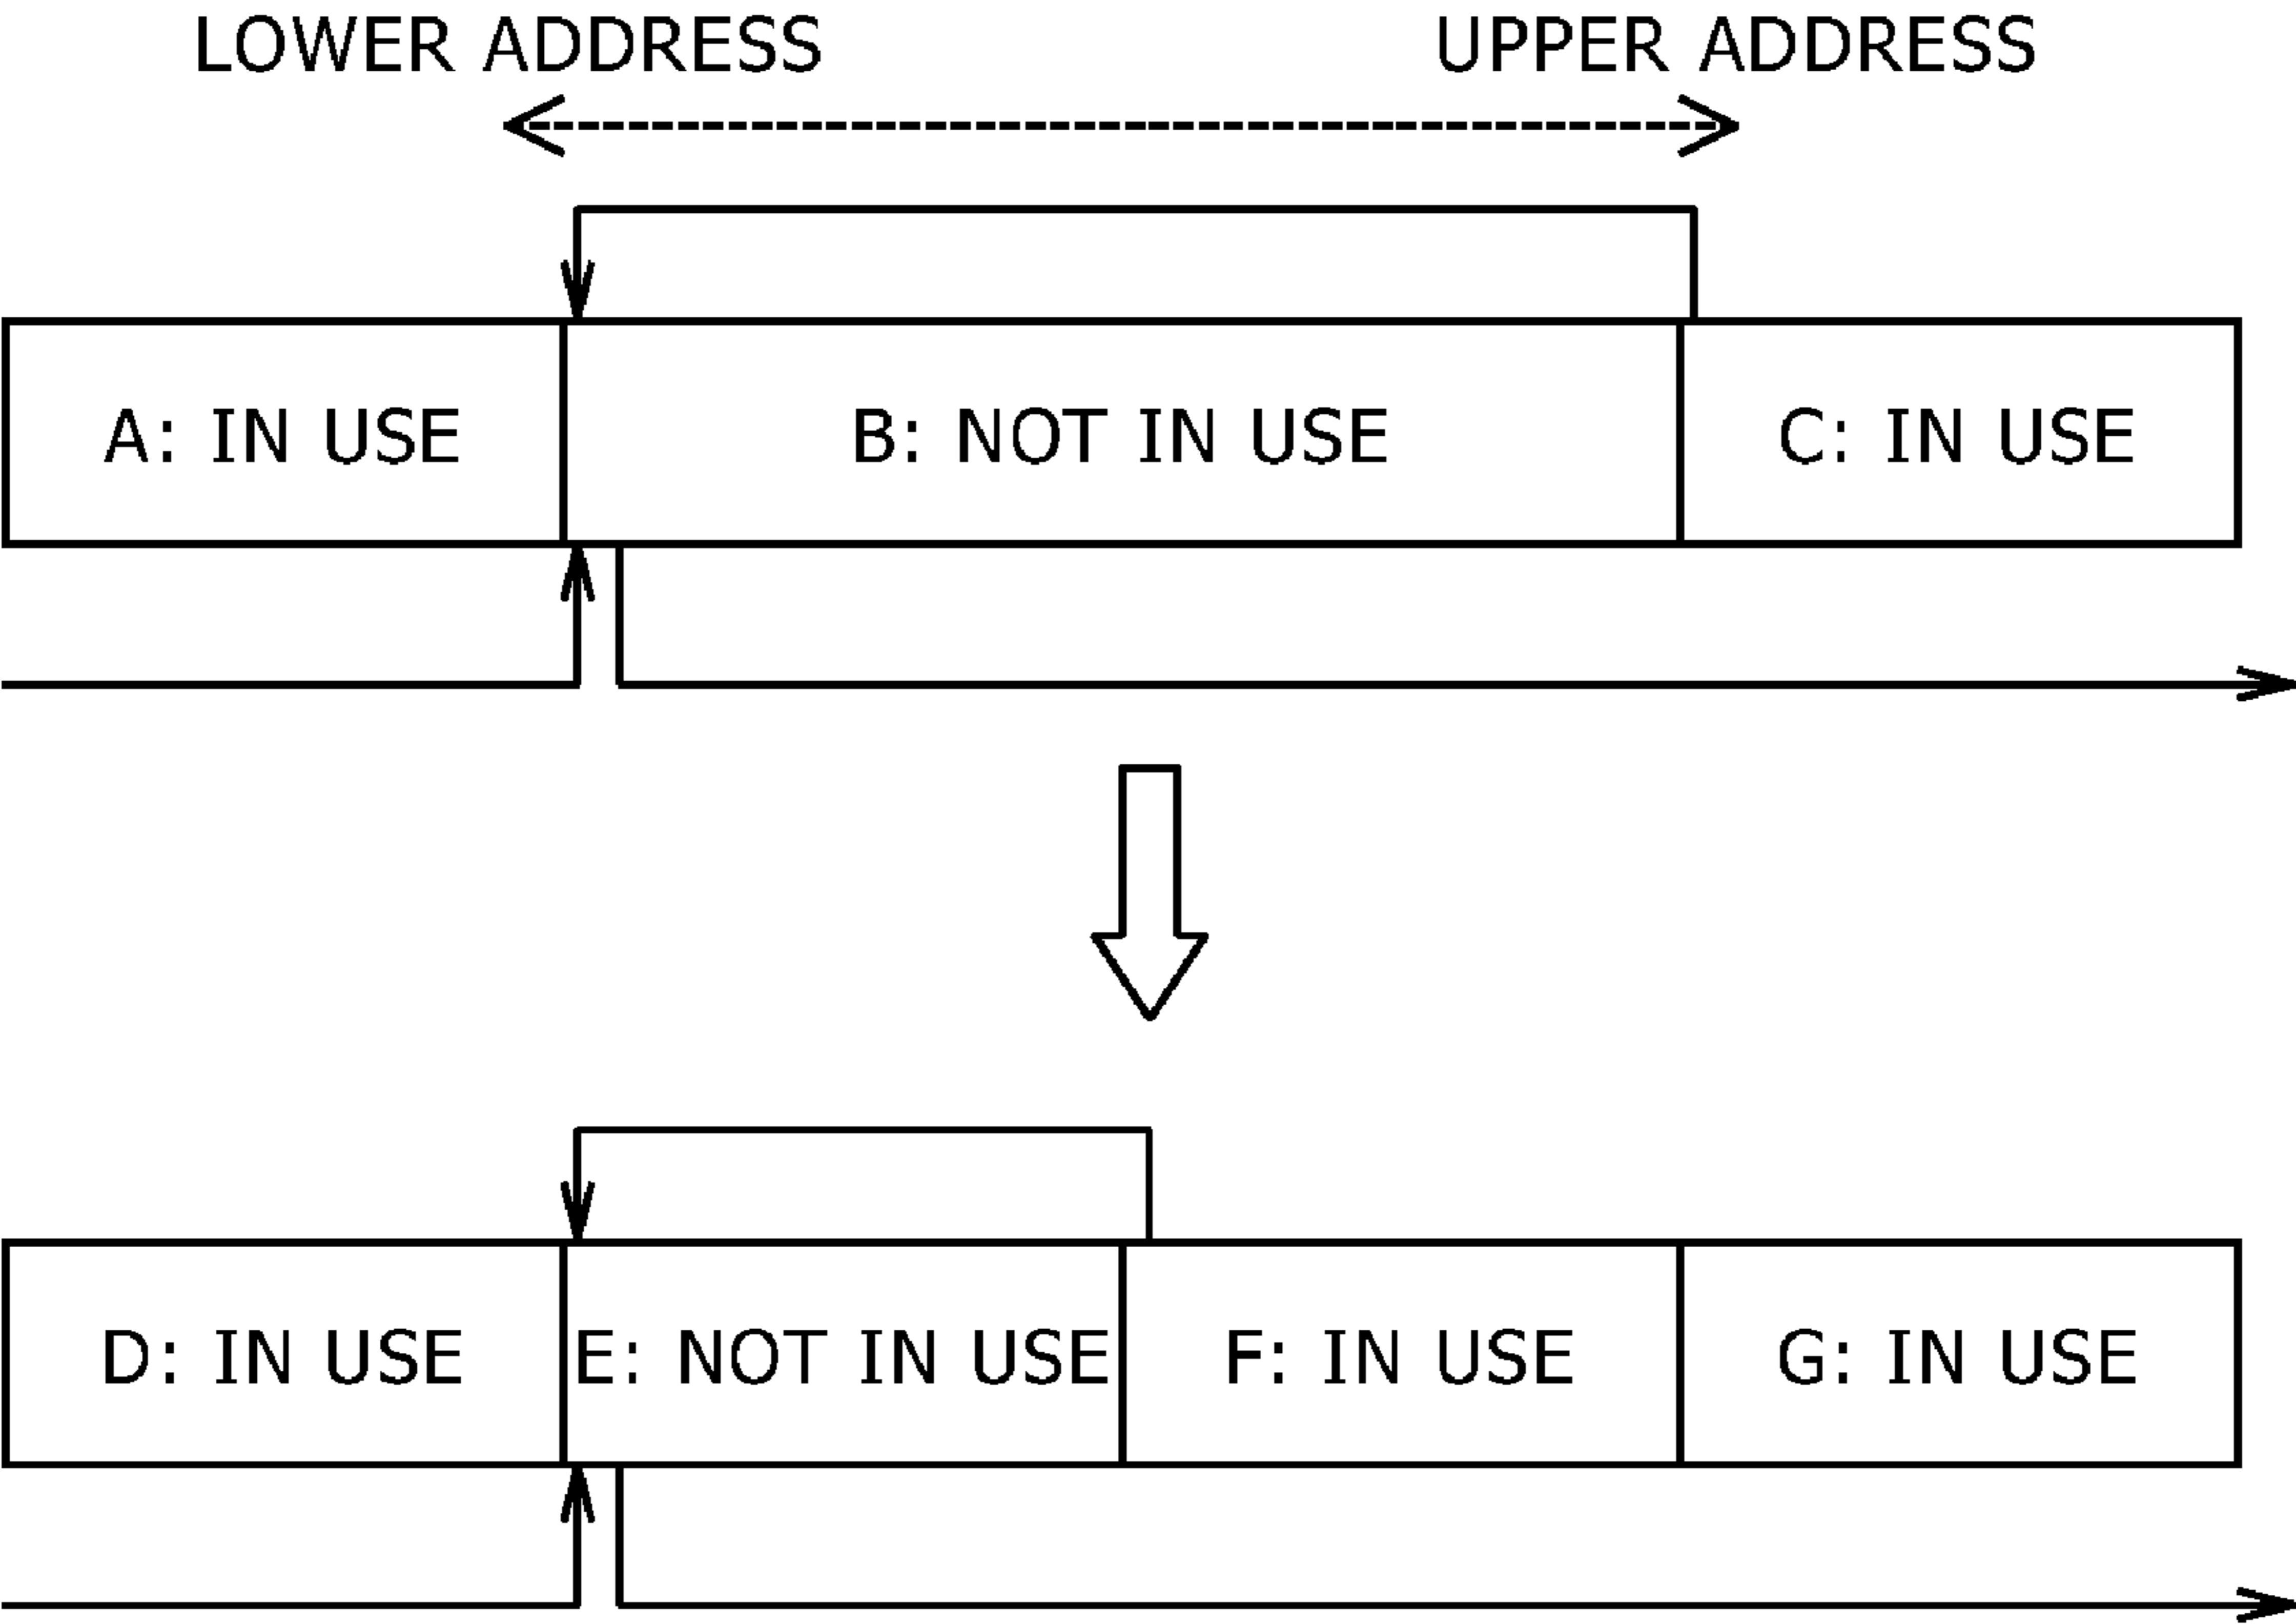 LOWER ADDRESS UPPER ADDRESS
A: IN USE B: NOT IN USE C: IN USE
D: IN USE E: NOT IN USE F: IN USE G: IN USE